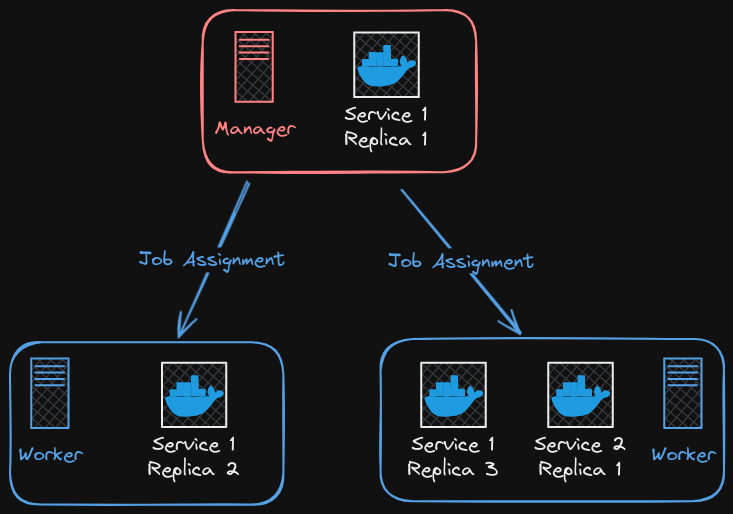 Manager
Service 1
Replica 1
Job Assignment
Job Assignment
Worker
Service 1
Replica 2
Service 1
Replica 3
Service 2
Replica 1
Worker